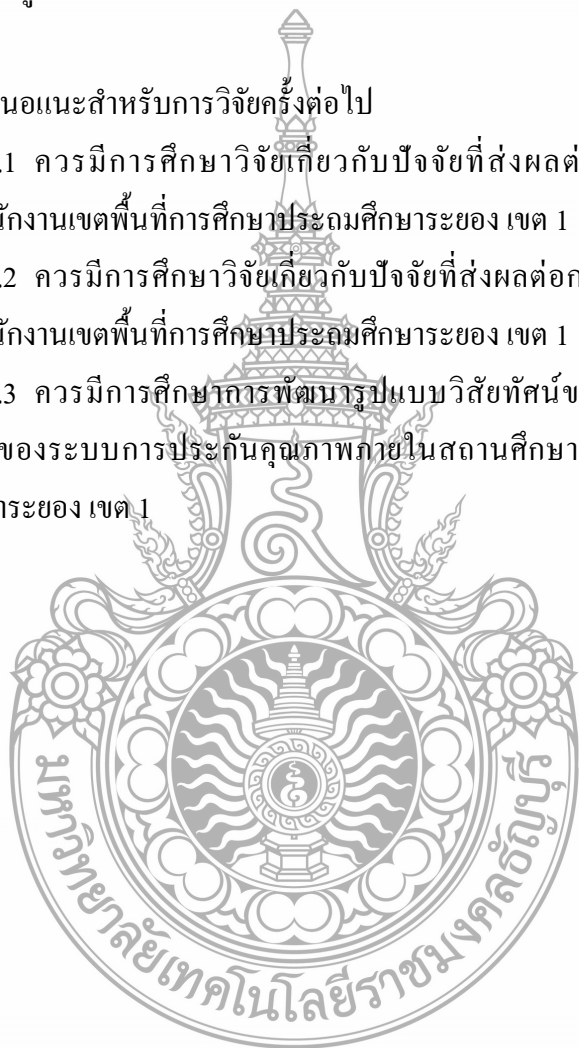 นอแนะสำหรับการวิจัยครั้งต่อไป
.1 ควรมีการศึกษาวิจัยเกี่ยวกับปัจจัยที่ส่งผลต่
นักงานเขตพื้นที่การศึกษาประถมศึกษาระยอง เขต 1
.2 ควรมีการศึกษาวิจัยเกี่ยวกับปัจจัยที่ส่งผลต่อก
นักงานเขตพื้นที่การศึกษาประถมศึกษาระยอง เขต 1
.3 ควรมีการศึกษาการพัฒนารูปแบบวิสัยทัศน์ข
ของระบบการประกันคุณภาพภายในสถานศึกษา
าระยอง เขต 1
มหาวิทยาลัยเทคโนโลยีราชมงคลธัญบุรี